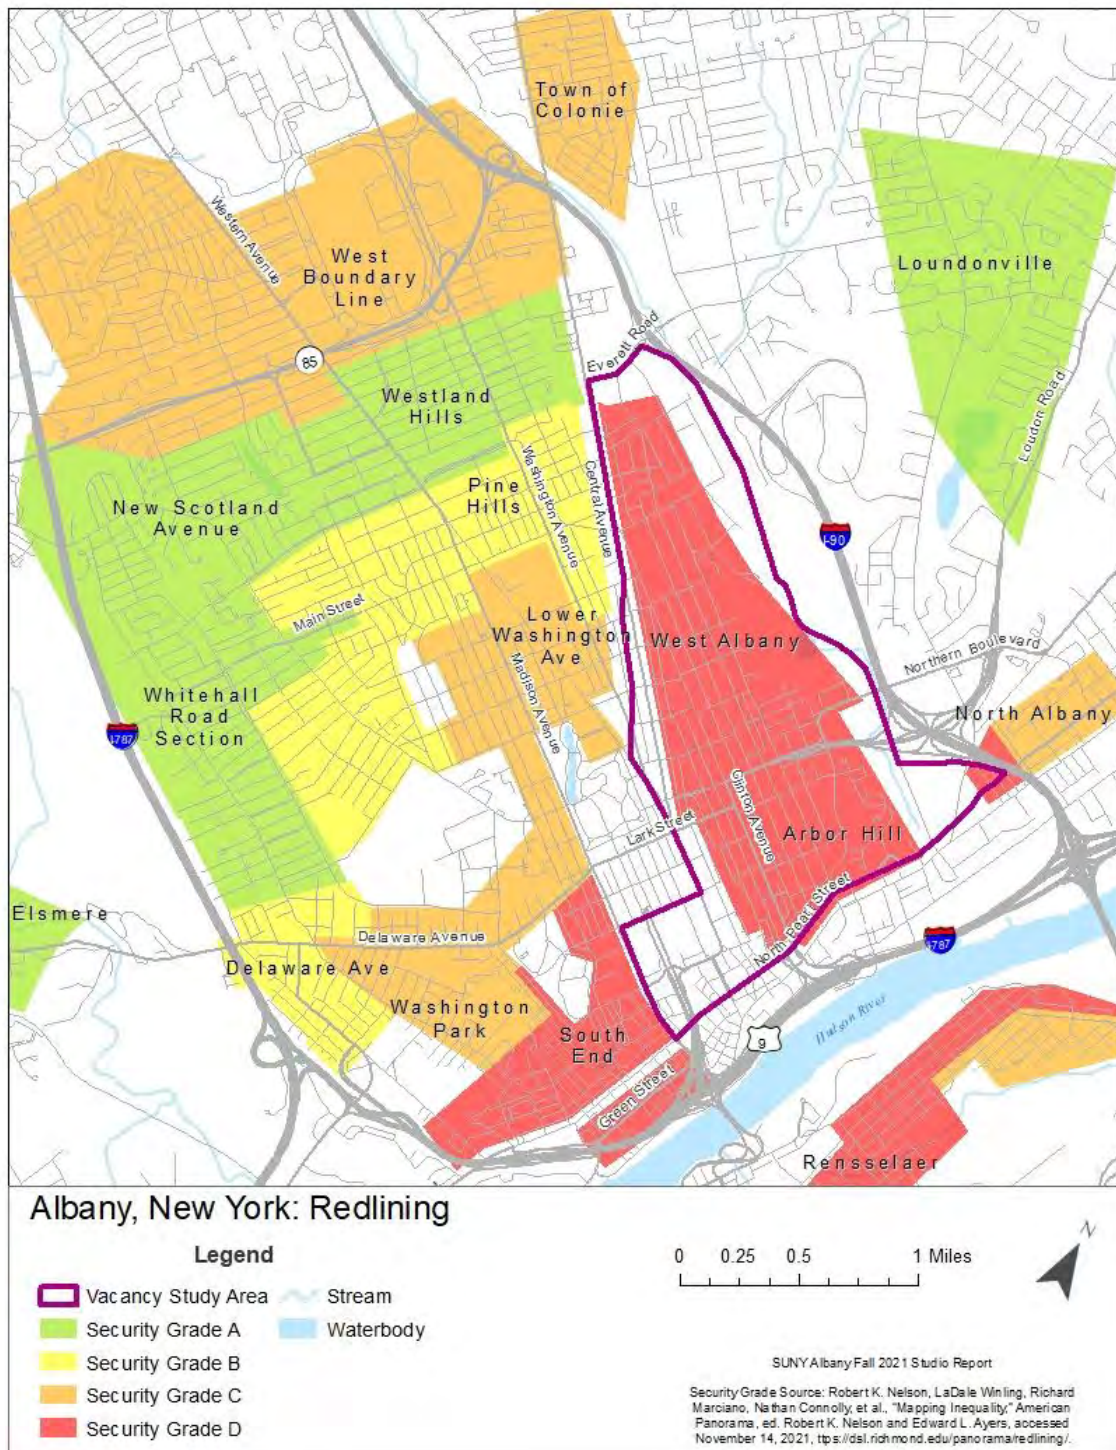 Town of
Colonie
Western Avenue
West
Boundary
Line
Loundonville
Everett Road
85
Westland
Hills
Loudon Road
Washington Avenue
Central Avenue
Pine
Hills
New Scotland
Avenue
I-90
Main Street
Lower
Washington
Ave
West Albany
Madison Avenue
Northern Boulevard
Whitehall
Road
Section
North Albany
I-787
Clinton Avenue
Lark Street
Arbor Hill
Elsmere
North Pearl Street
Delaware Avenue
I-787
Delaware Ave
Washington
Park
South
End
9
Hudson River
Green Street
Rensselaer
Albany, New York: Redlining
Legend
Vacancy Study Area
Stream
Security Grade A
Waterbody
Security Grade B
Security Grade C
Security Grade D
0 0.25 0.5 1 Miles
N
SUNY Albany Fall 2021 Studio Report
Security Grade Source: Robert K. Nelson, LaDale Winling, Richard
Marciano, Nathan Connolly, et al., "Mapping Inequality," American
Panorama, ed. Robert K. Nelson and Edward L. Ayers, accessed
November 14, 2021, ttps://dsl.richmond.edu/panorama/redlining/.